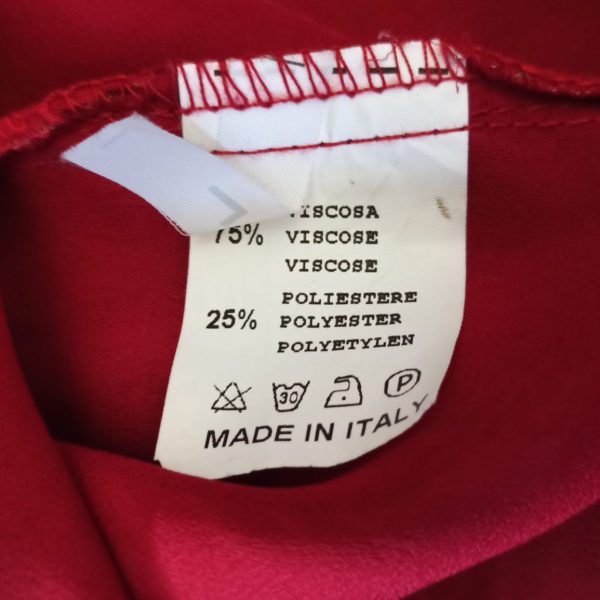 VISCOSA
75% VISCOSE
VISCOSE
POLIESTERE
25% POLYESTER
POLYETYLEN
30 P
MADE IN ITALY